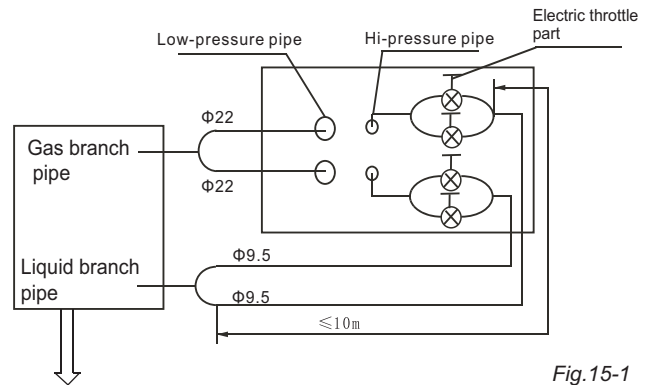 Electric throttle
part
Low-pressure pipe
Hi-pressure pipe
Φ22
Gas branch
pipe
Φ22
Liquid branch
pipe
Φ9.5
Φ9.5
≤10m
Fig.15-1